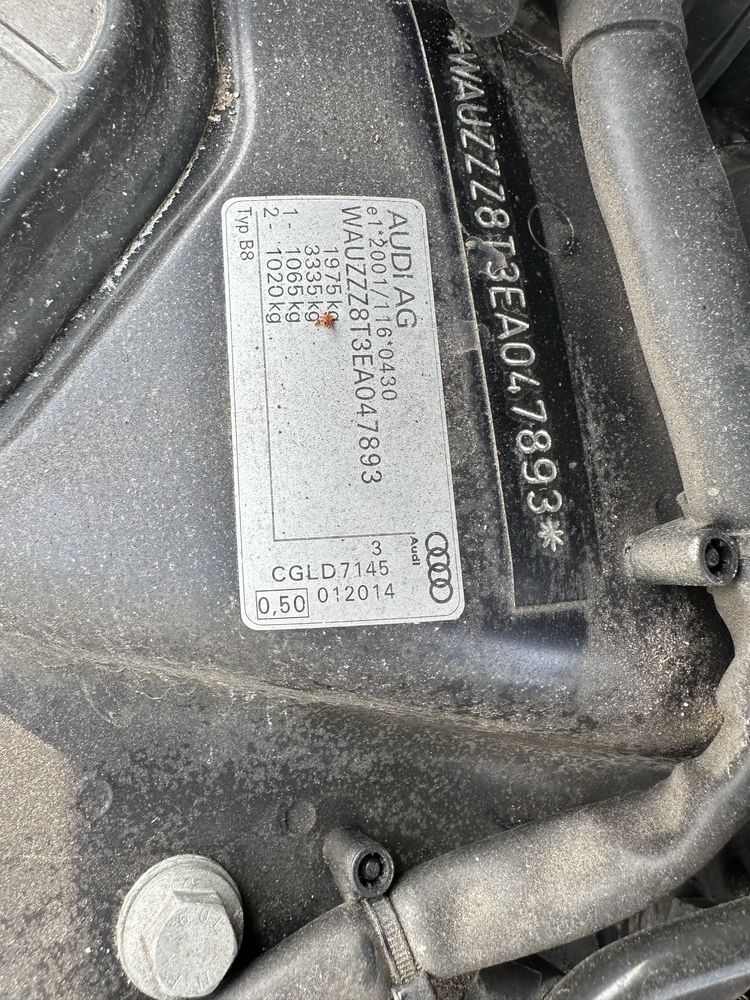 *WAUZZZ8T3EA047893*
AUDI AG
e1*2001/116*0430
WAUZZZ8T3EA047893
1975 kg
3335 kg
1- 1065 kg
2- 1020 kg
Typ B8
Audi
3
CGLD7145
0,50 012014